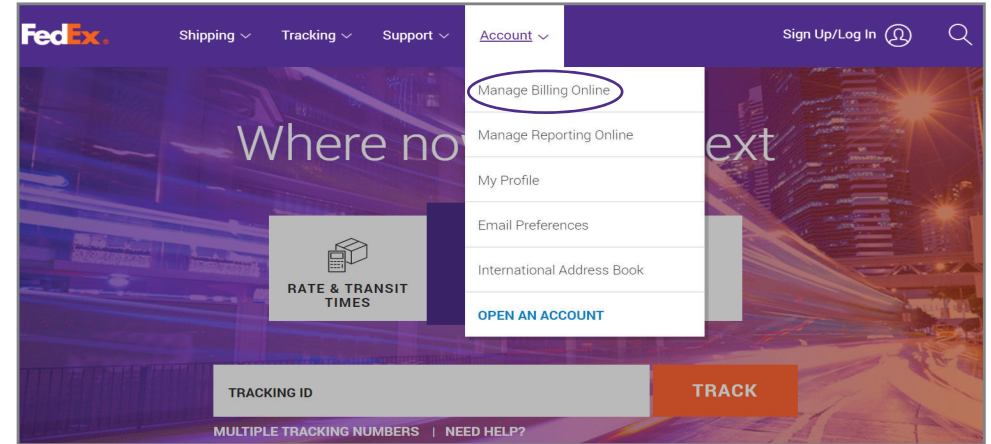 FedEx.
Shipping
Tracking
Support
Account
Sign Up/Log In
Manage Billing Online
Manage Reporting Online
My Profile
Email Preferences
International Address Book
OPEN AN ACCOUNT
Where
RATE & TRANSIT
TIMES
TRACKING ID
TRACK
MULTIPLE TRACKING NUMBERS | NEED HELP?